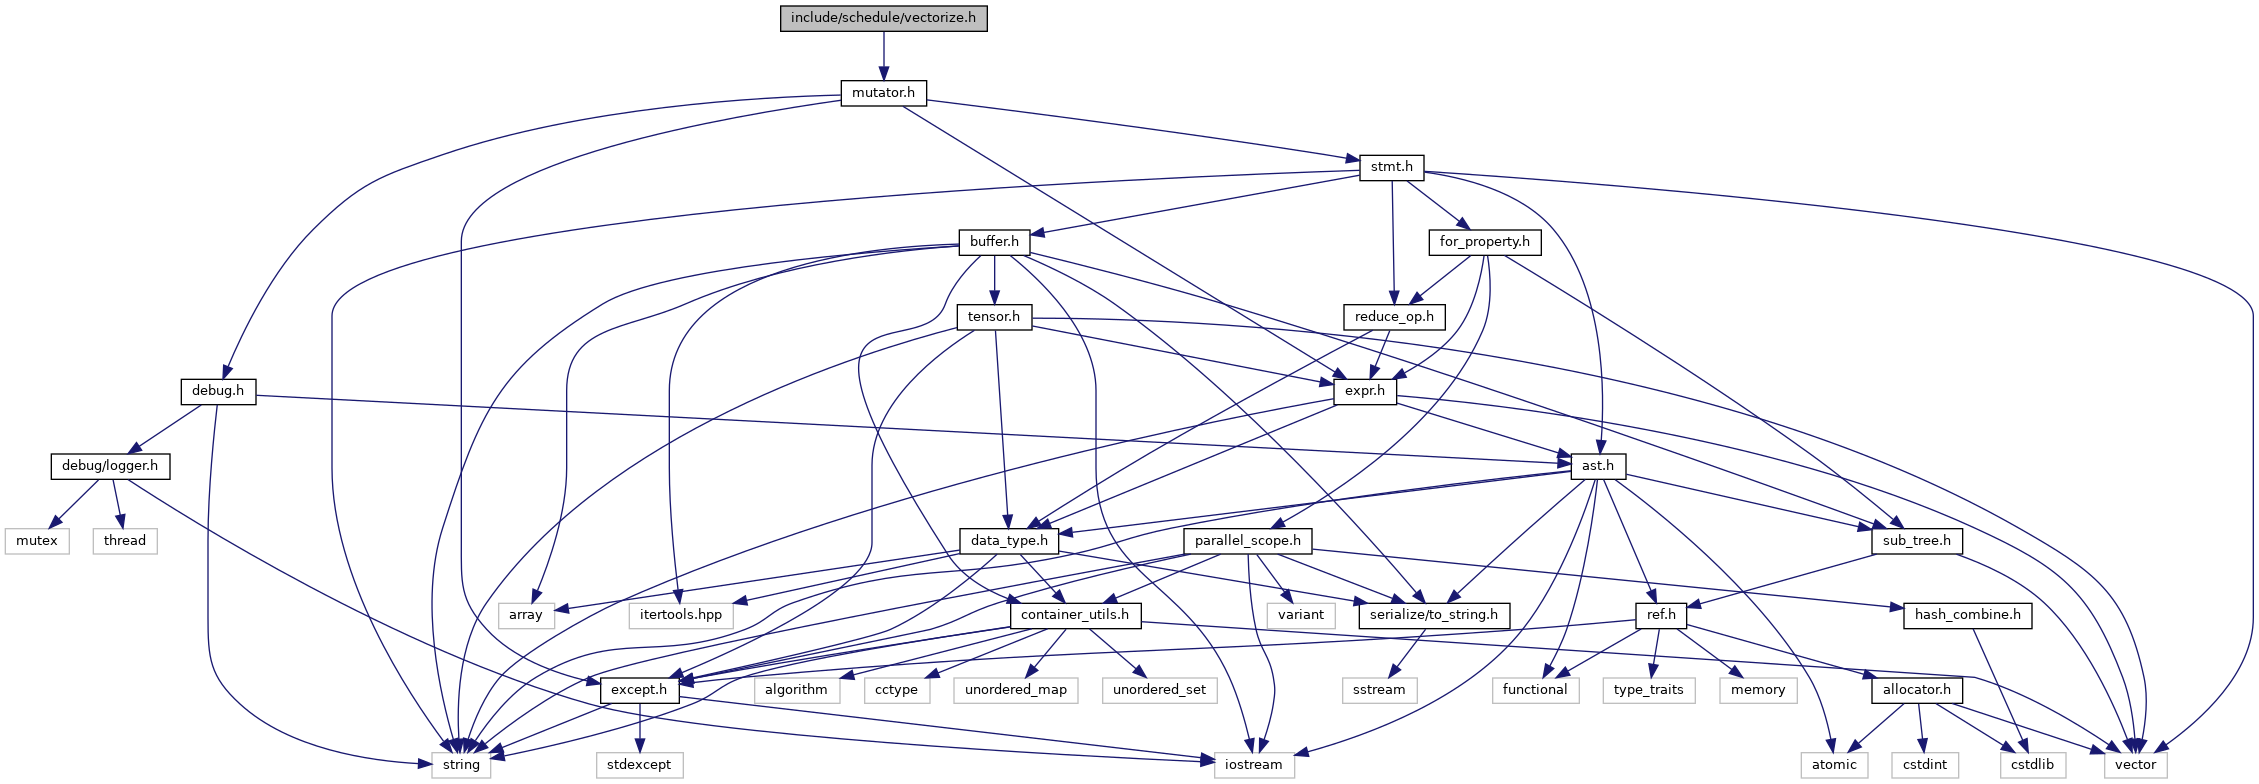 include/schedule/vectorize.h
mutator.h
stmt.h
buffer.h
for_property.h
tensor.h
reduce_op.h
debug.h
expr.h
debug/logger.h
ast.h
mutex
thread
data_type.h
parallel_scope.h
sub_tree.h
array
itertools.hpp
container_utils.h
variant
serialize/to_string.h
ref.h
hash_combine.h
except.h
algorithm
cctype
unordered_map
unordered_set
sstream
functional
type_traits
memory
allocator.h
string
stdexcept
iostream
atomic
cstdint
cstdlib
vector